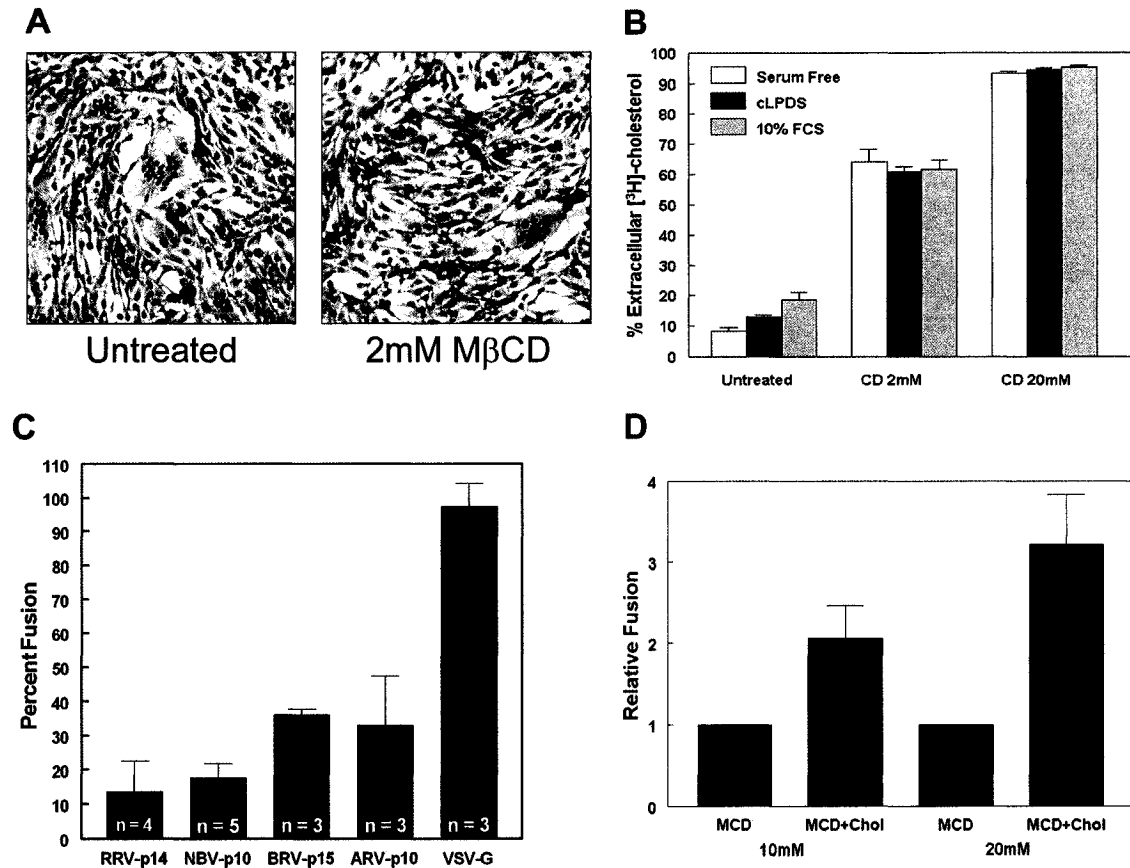 A
Untreated
2mM MβCD
B
% Extracellular [³H]-cholesterol
100
90
80
70
60
50
40
30
20
10
0
Serum Free
cLPDS
10% FCS
Untreated
CD 2mM
CD 20mM
C
Percent Fusion
110
100
90
80
70
60
50
40
30
20
10
0
n = 4
n = 5
n = 3
n = 3
n = 3
RRV-p14
NBV-p10
BRV-p15
ARV-p10
VSV-G
D
Relative Fusion
4
3
2
1
0
MCD
MCD+Chol
MCD
MCD+Chol
10mM
20mM